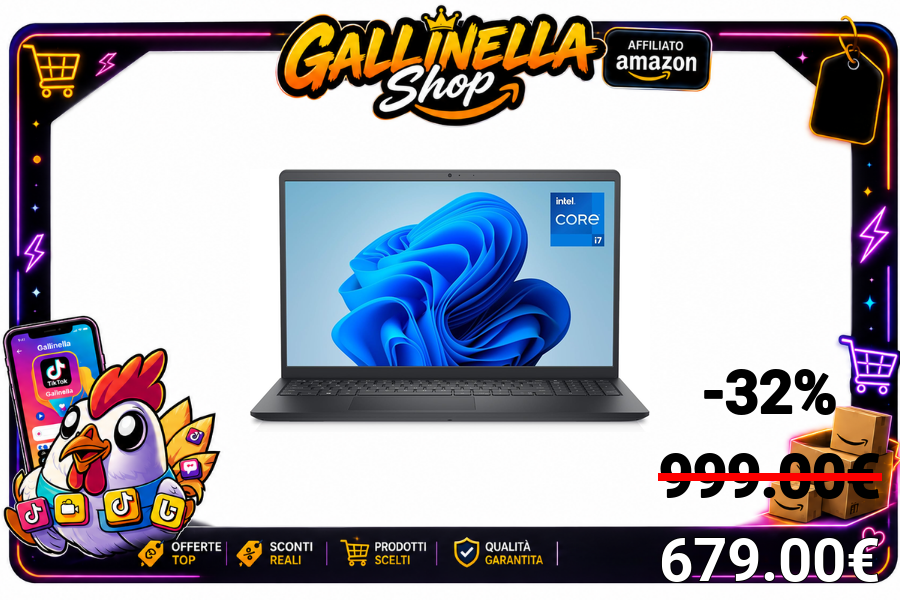 GALLINELLA
Shop
AFFILIATO
amazon
intel.
CORE
i7
Gallinella
TikTok
Gallinella
-32%
999.00€
679.00€
OFFERTE
TOP
SCONTI
REALI
PRODOTTI
SCELTI
QUALITÀ
GARANTITA